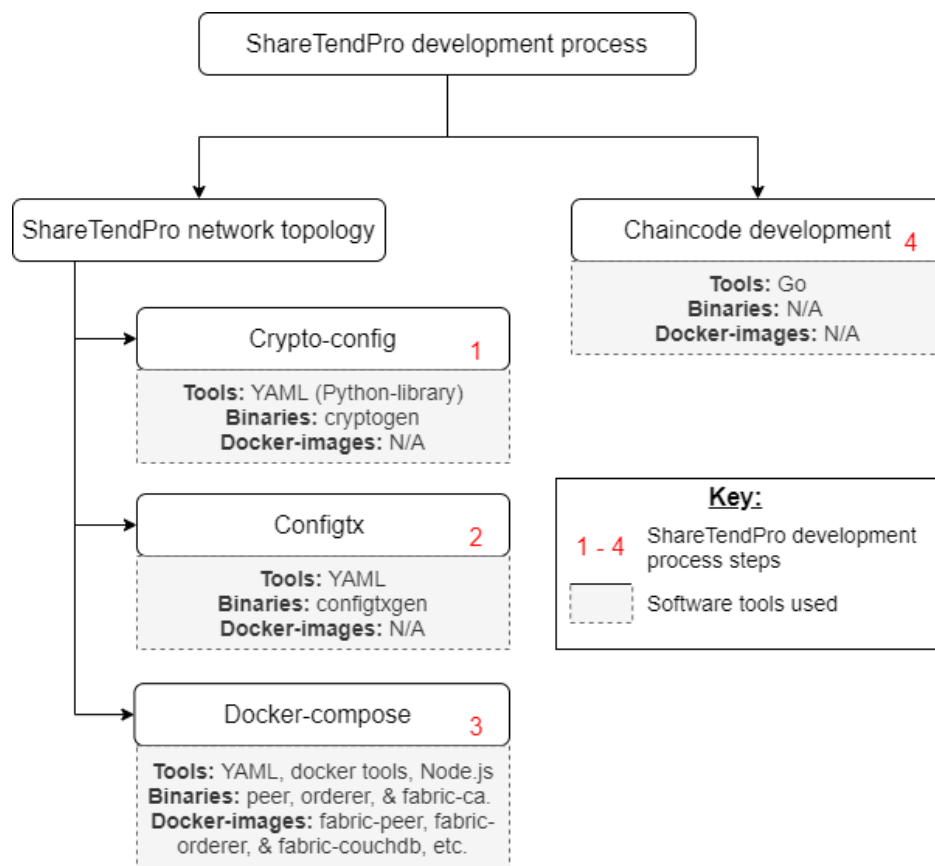 ShareTendPro development process
ShareTendPro network topology
Crypto-config
1
Tools: YAML (Python-library)
Binaries: cryptogen
Docker-images: N/A
Configtx
2
Tools: YAML
Binaries: configtxgen
Docker-images: N/A
Docker-compose
3
Tools: YAML, docker tools, Node.js
Binaries: peer, orderer, & fabric-ca.
Docker-images: fabric-peer, fabric-
orderer, & fabric-couchdb, etc.
Chaincode development
4
Tools: Go
Binaries: N/A
Docker-images: N/A
Key:
1 - 4
ShareTendPro development
process steps
Software tools used